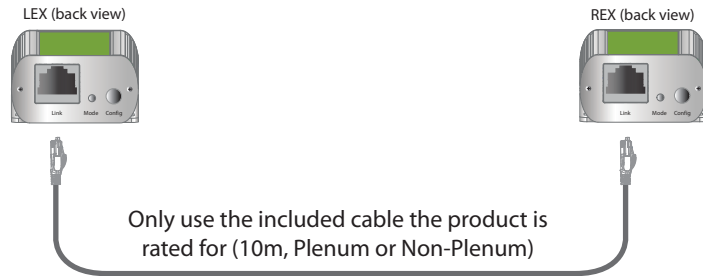 LEX (back view)
REX (back view)
Link Mode Config
Link Mode Config
Only use the included cable the product is
rated for (10m, Plenum or Non-Plenum)